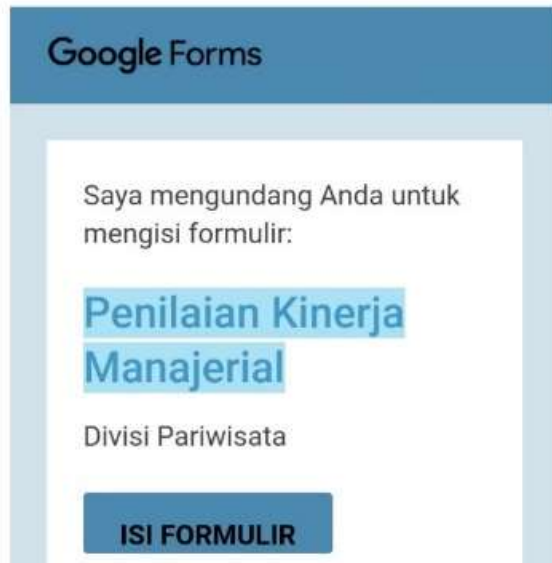 Google Forms
Saya mengundang Anda untuk
mengisi formulir:
Penilaian Kinerja
Manajerial
Divisi Pariwisata
ISI FORMULIR